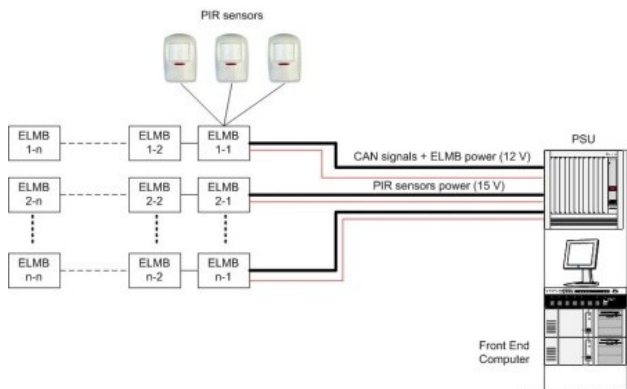 PIR sensors
PSU
ELMB
1-n
ELMB
1-2
ELMB
1-1
CAN signals + ELMB power (12 V)
ELMB
2-n
ELMB
2-2
ELMB
2-1
PIR sensors power (15 V)
ELMB
n-n
ELMB
n-2
ELMB
n-1
Front End
Computer